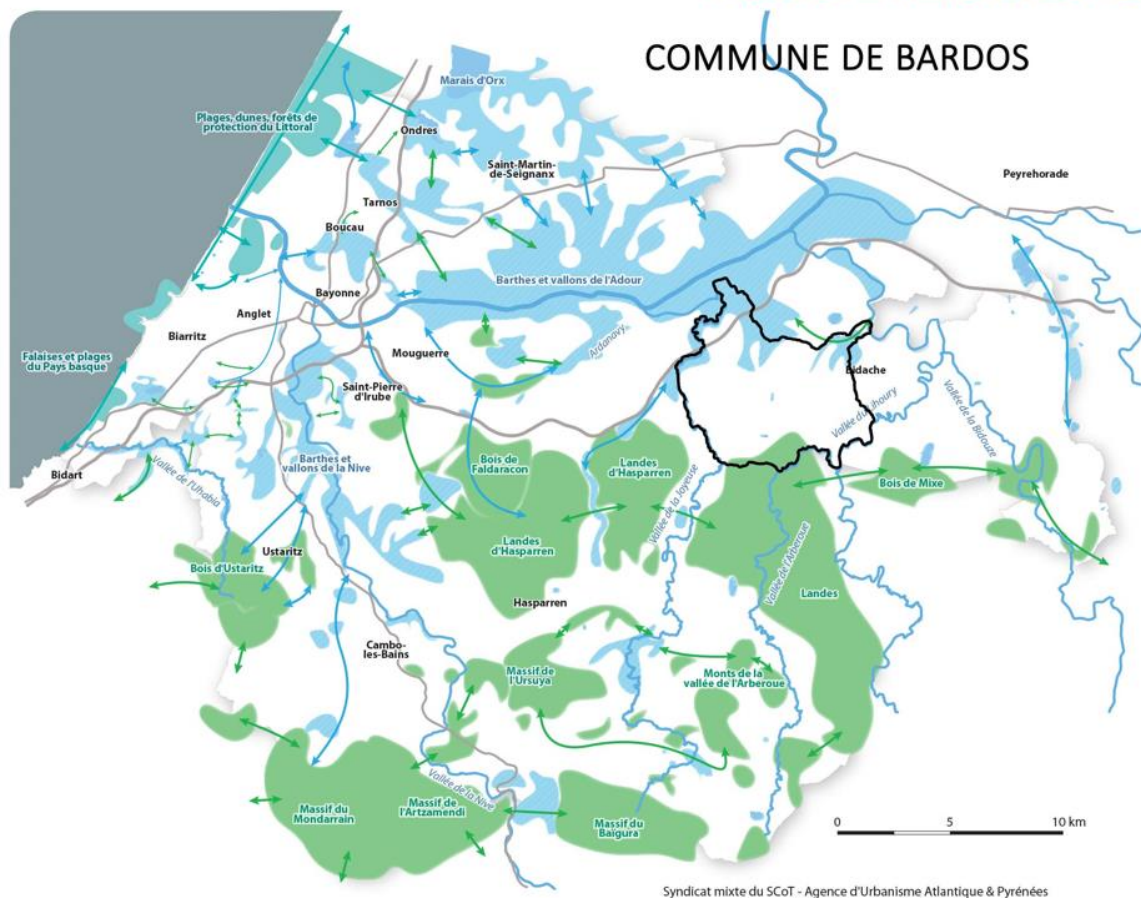 COMMUNE DE BARDOS
Marais d'Orx
Plages, dunes, forêts de
protection du Littoral
Ondres
Saint-Martin-
de-Seignanx
Peyrehorade
Tarnos
Boucau
Barthes et vallons de l'Adour
Bayonne
Anglet
Biarritz
Ardanavy
Mouguerre
Falaises et plages
du Pays basque
Saint-Pierre
d'Irube
Bidache
Vallée du Lihoury
Vallée de la Bidouze
Bidart
Vallée de l'Uhabia
Barthes et
vallons de la Nive
Bois de
Faldaracon
Landes
d'Hasparren
Bois de Mixe
Vallée de la Joyeuse
Landes
d'Hasparren
Ustaritz
Bois d'Ustaritz
Vallée de l'Arberoue
Landes
Hasparren
Cambo-
les-Bains
Massif de
l'Ursuya
Monts de la
vallée de l'Arberoue
Vallée de la Nive
Massif du
Mondarrain
Massif de
l'Artzamendi
Massif du
Baïgura
0 5 10 km
Syndicat mixte du SCoT - Agence d'Urbanisme Atlantique & Pyrénées